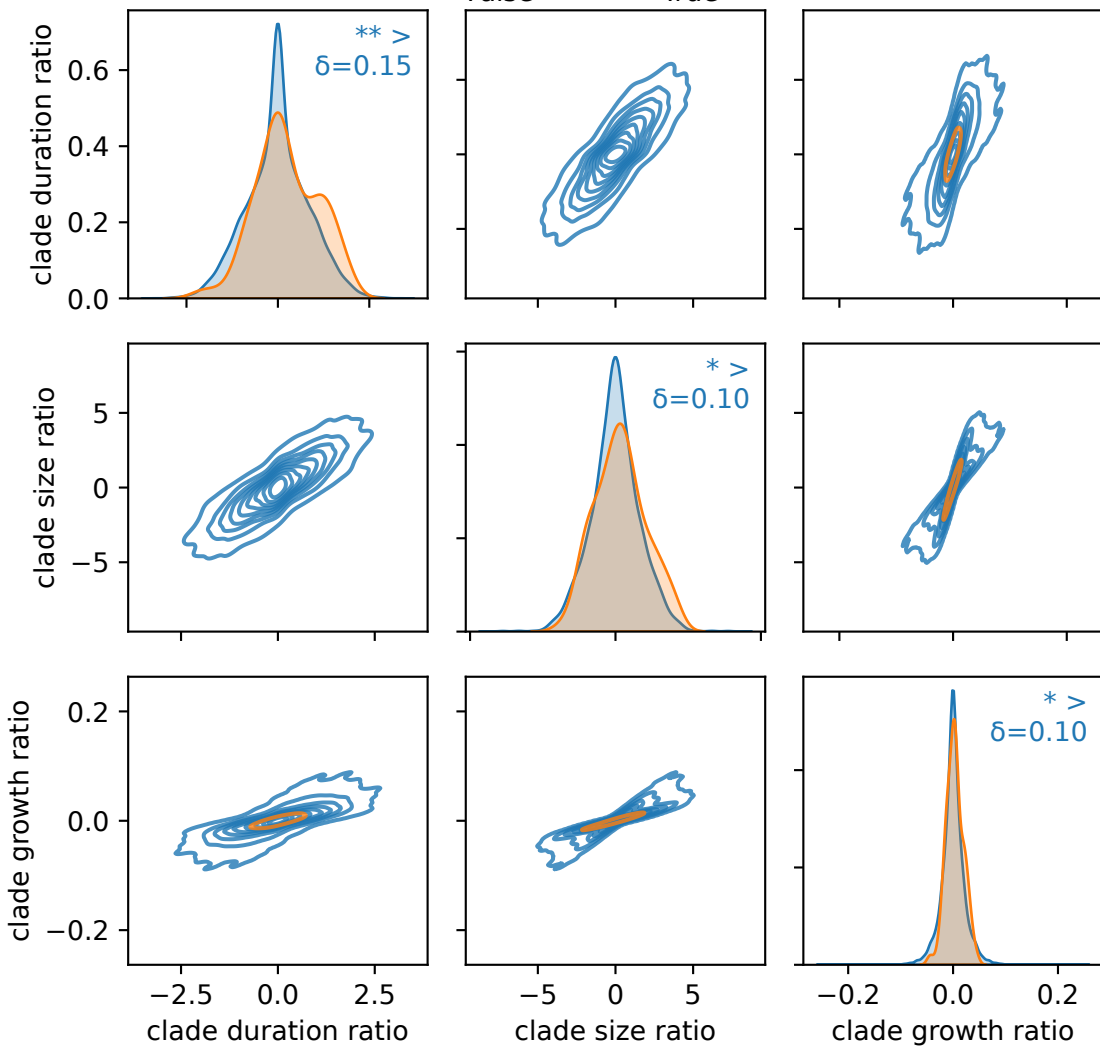 True
clade duration ratio
0.6
0.4
0.2
0.0
** >
δ=0.15
clade size ratio
5
0
−5
* >
δ=0.10
clade growth ratio
0.2
0.0
−0.2
* >
δ=0.10
−2.5 0.0 2.5
−5 0 5
−0.2 0.0 0.2
clade duration ratio
clade size ratio
clade growth ratio